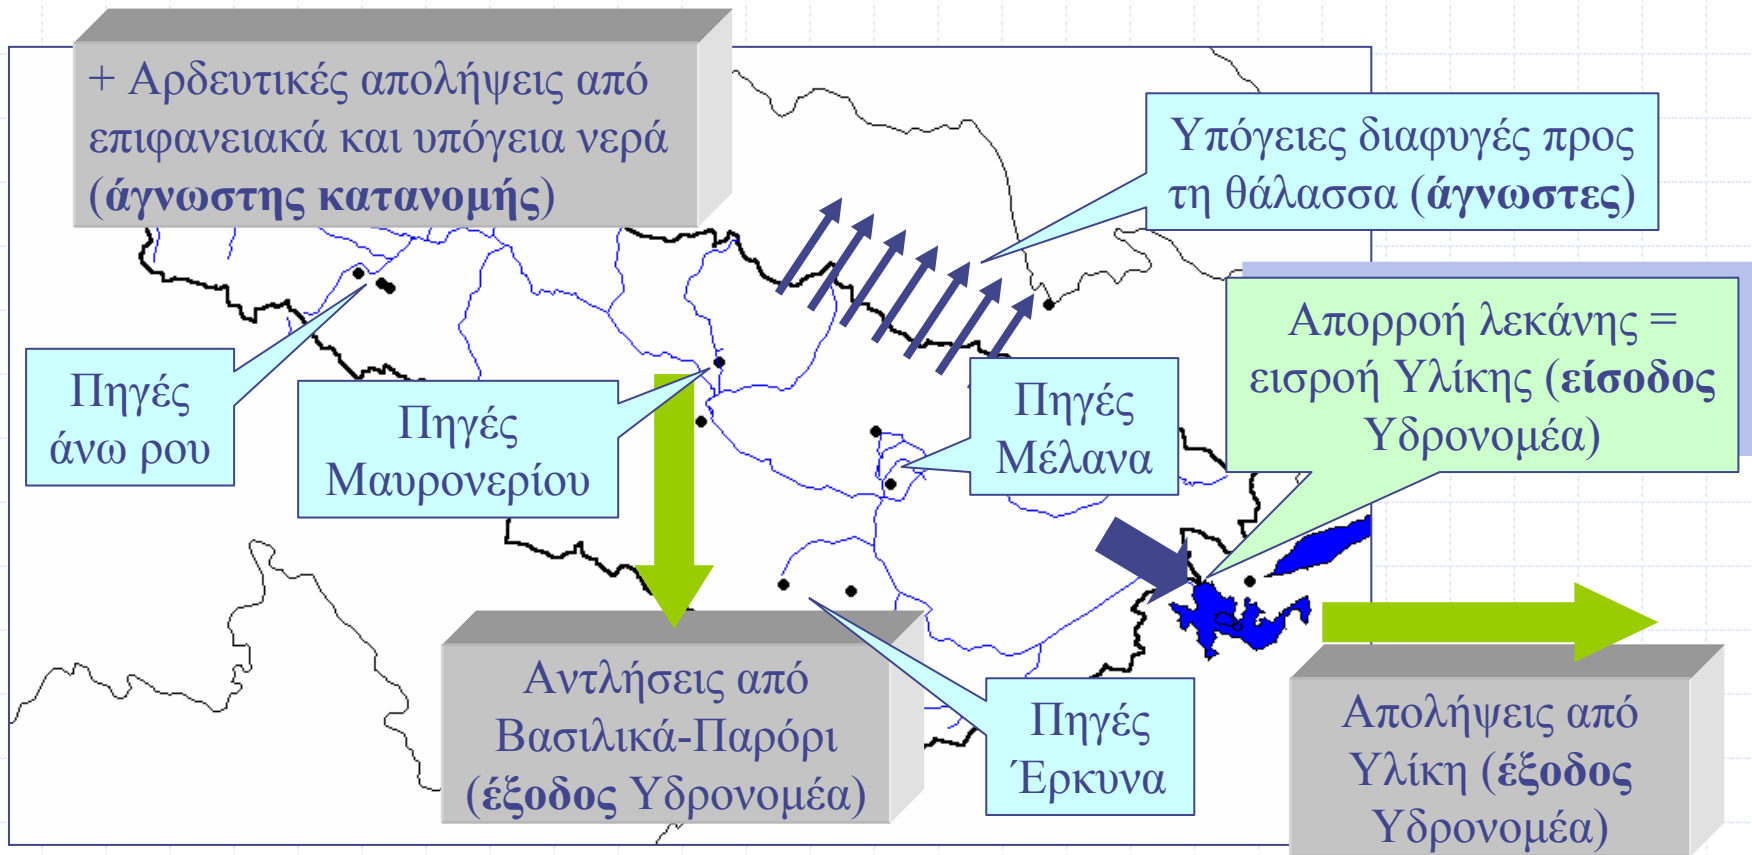 + Αρδευτικές απολήψεις από
επιφανειακά και υπόγεια νερά
(άγνωστης κατανομής)
Υπόγειες διαφυγές προς
τη θάλασσα (άγνωστες)
Απορροή λεκάνης =
εισροή Υλίκης (είσοδος
Υδρονομέα)
Πηγές
άνω ρου
Πηγές
Μαυρονερίου
Πηγές
Μέλανα
Αντλήσεις από
Βασιλικά-Παρόρι
(έξοδος Υδρονομέα)
Πηγές
Έρκυνα
Απολήψεις από
Υλίκη (έξοδος
Υδρονομέα)